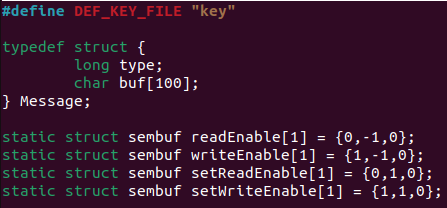 #define DEF_KEY_FILE "key"
typedef struct {
long type;
char buf[100];
} Message;
static struct sembuf readEnable[1] = {0,-1,0};
static struct sembuf writeEnable[1] = {1,-1,0};
static struct sembuf setReadEnable[1] = {0,1,0};
static struct sembuf setWriteEnable[1] = {1,1,0};